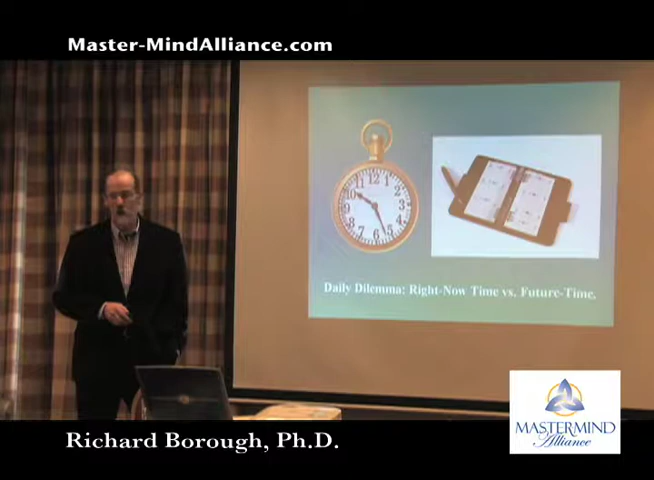 Master-MindAlliance.com
Daily Dilemma: Right-Now Time vs. Future-Time.
Richard Borough, Ph.D.
MASTERMIND
Alliance